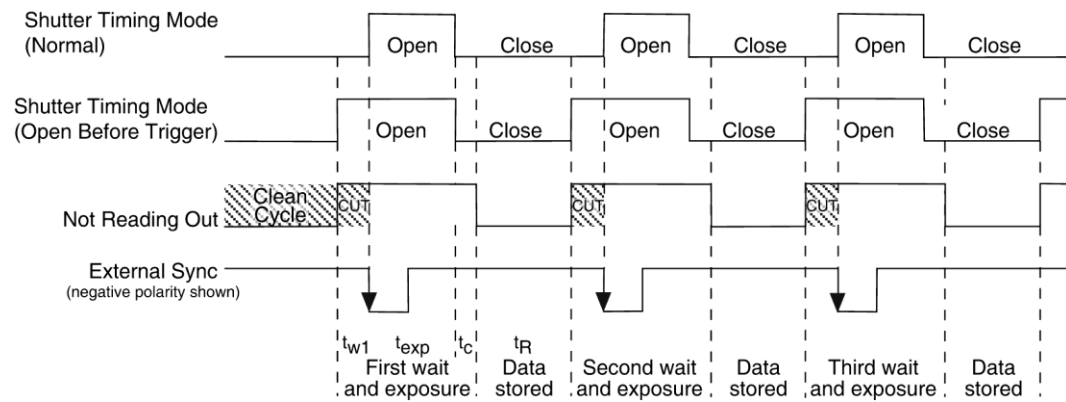 Shutter Timing Mode
(Normal)
Open Close Open Close Open Close
Shutter Timing Mode
(Open Before Trigger)
Open Close Open Close Open Close
Clean
Cycle
CUT CUT CUT
Not Reading Out
External Sync
(negative polarity shown)
tw1 texp tc tR
First wait Data Second wait Data Third wait Data
and exposure stored and exposure stored and exposure stored